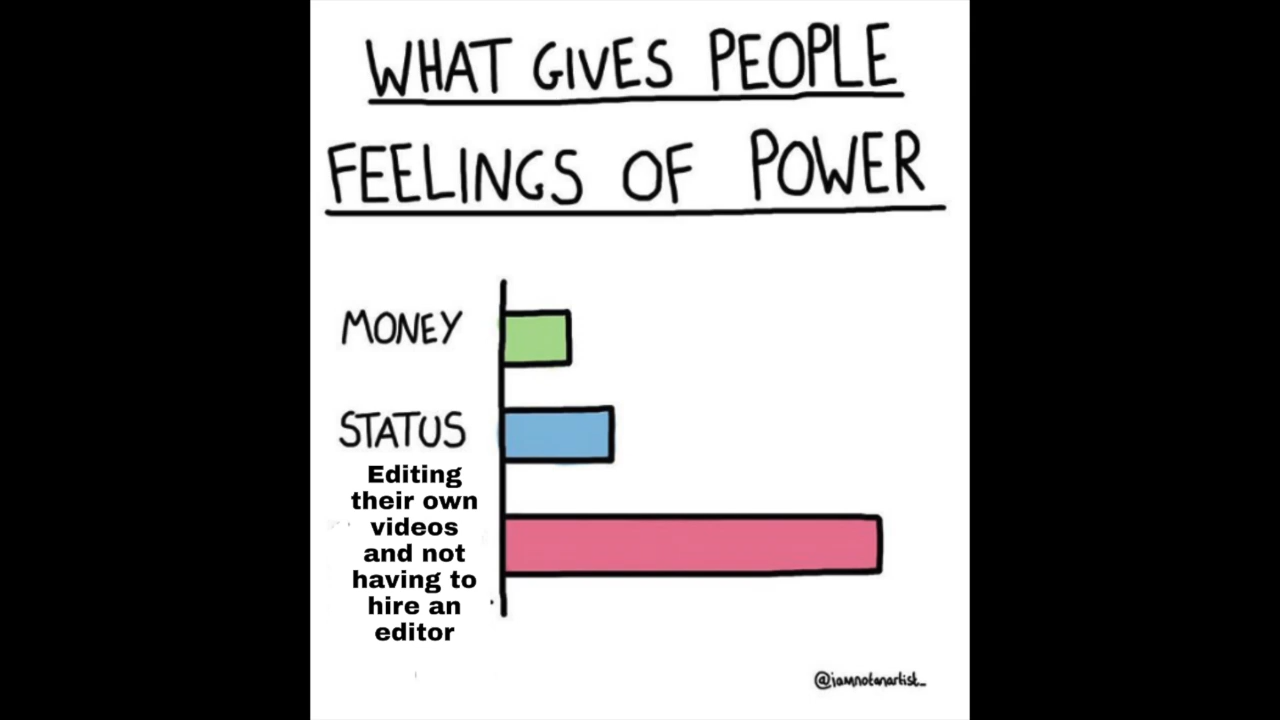 WHAT GIVES PEOPLE
FEELINGS OF POWER
MONEY
STATUS
Editing
their own
videos
and not
having to
hire an
editor
@iamnotanartist_